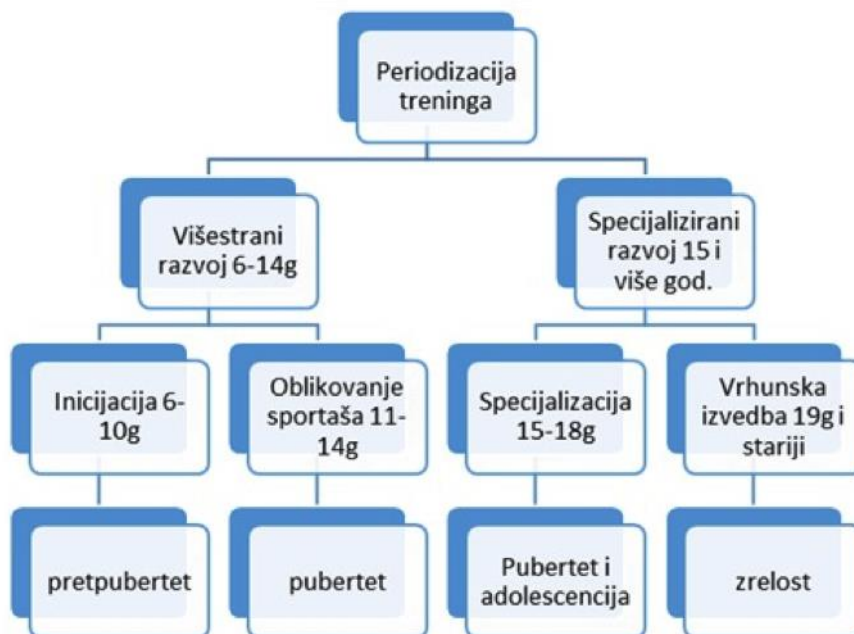 Periodizacija
treninga
Višestrani
razvoj 6-14g
Specijalizirani
razvoj 15 i
više god.
Inicijacija 6-
10g
Oblikovanje
sportaša 11-
14g
Specijalizacija
15-18g
Vrhunska
izvedba 19g i
stariji
pretpubertet
pubertet
Pubertet i
adolescencija
zrelost